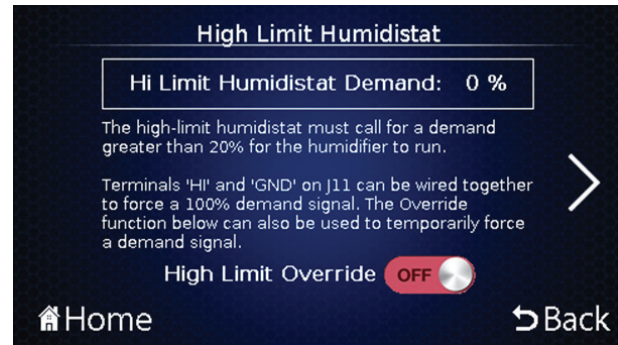 High Limit Humidistat
Hi Limit Humidistat Demand: 0 %
The high-limit humidistat must call for a demand
greater than 20% for the humidifier to run.
Terminals 'HI' and 'GND' on J11 can be wired together
to force a 100% demand signal. The Override
function below can also be used to temporarily force
a demand signal.
High Limit Override OFF
Home
Back